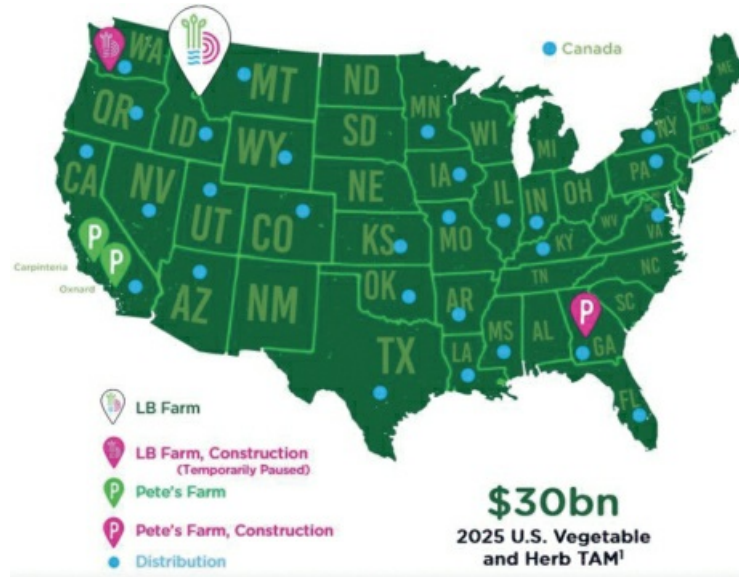 Canada
WA
MT
ND
MN
ME
OR
ID
WY
SD
WI
MI
NY
CA
NV
UT
CO
NE
IA
IL
IN
OH
PA
KS
MO
KY
WV
VA
AZ
NM
OK
AR
TN
NC
SC
TX
LA
MS
AL
GA
FL
P
P
P
Carpinteria
Oxnard
LB Farm
LB Farm, Construction
(Temporarily Paused)
P Pete's Farm
P Pete's Farm, Construction
Distribution
$30bn
2025 U.S. Vegetable
and Herb TAM¹